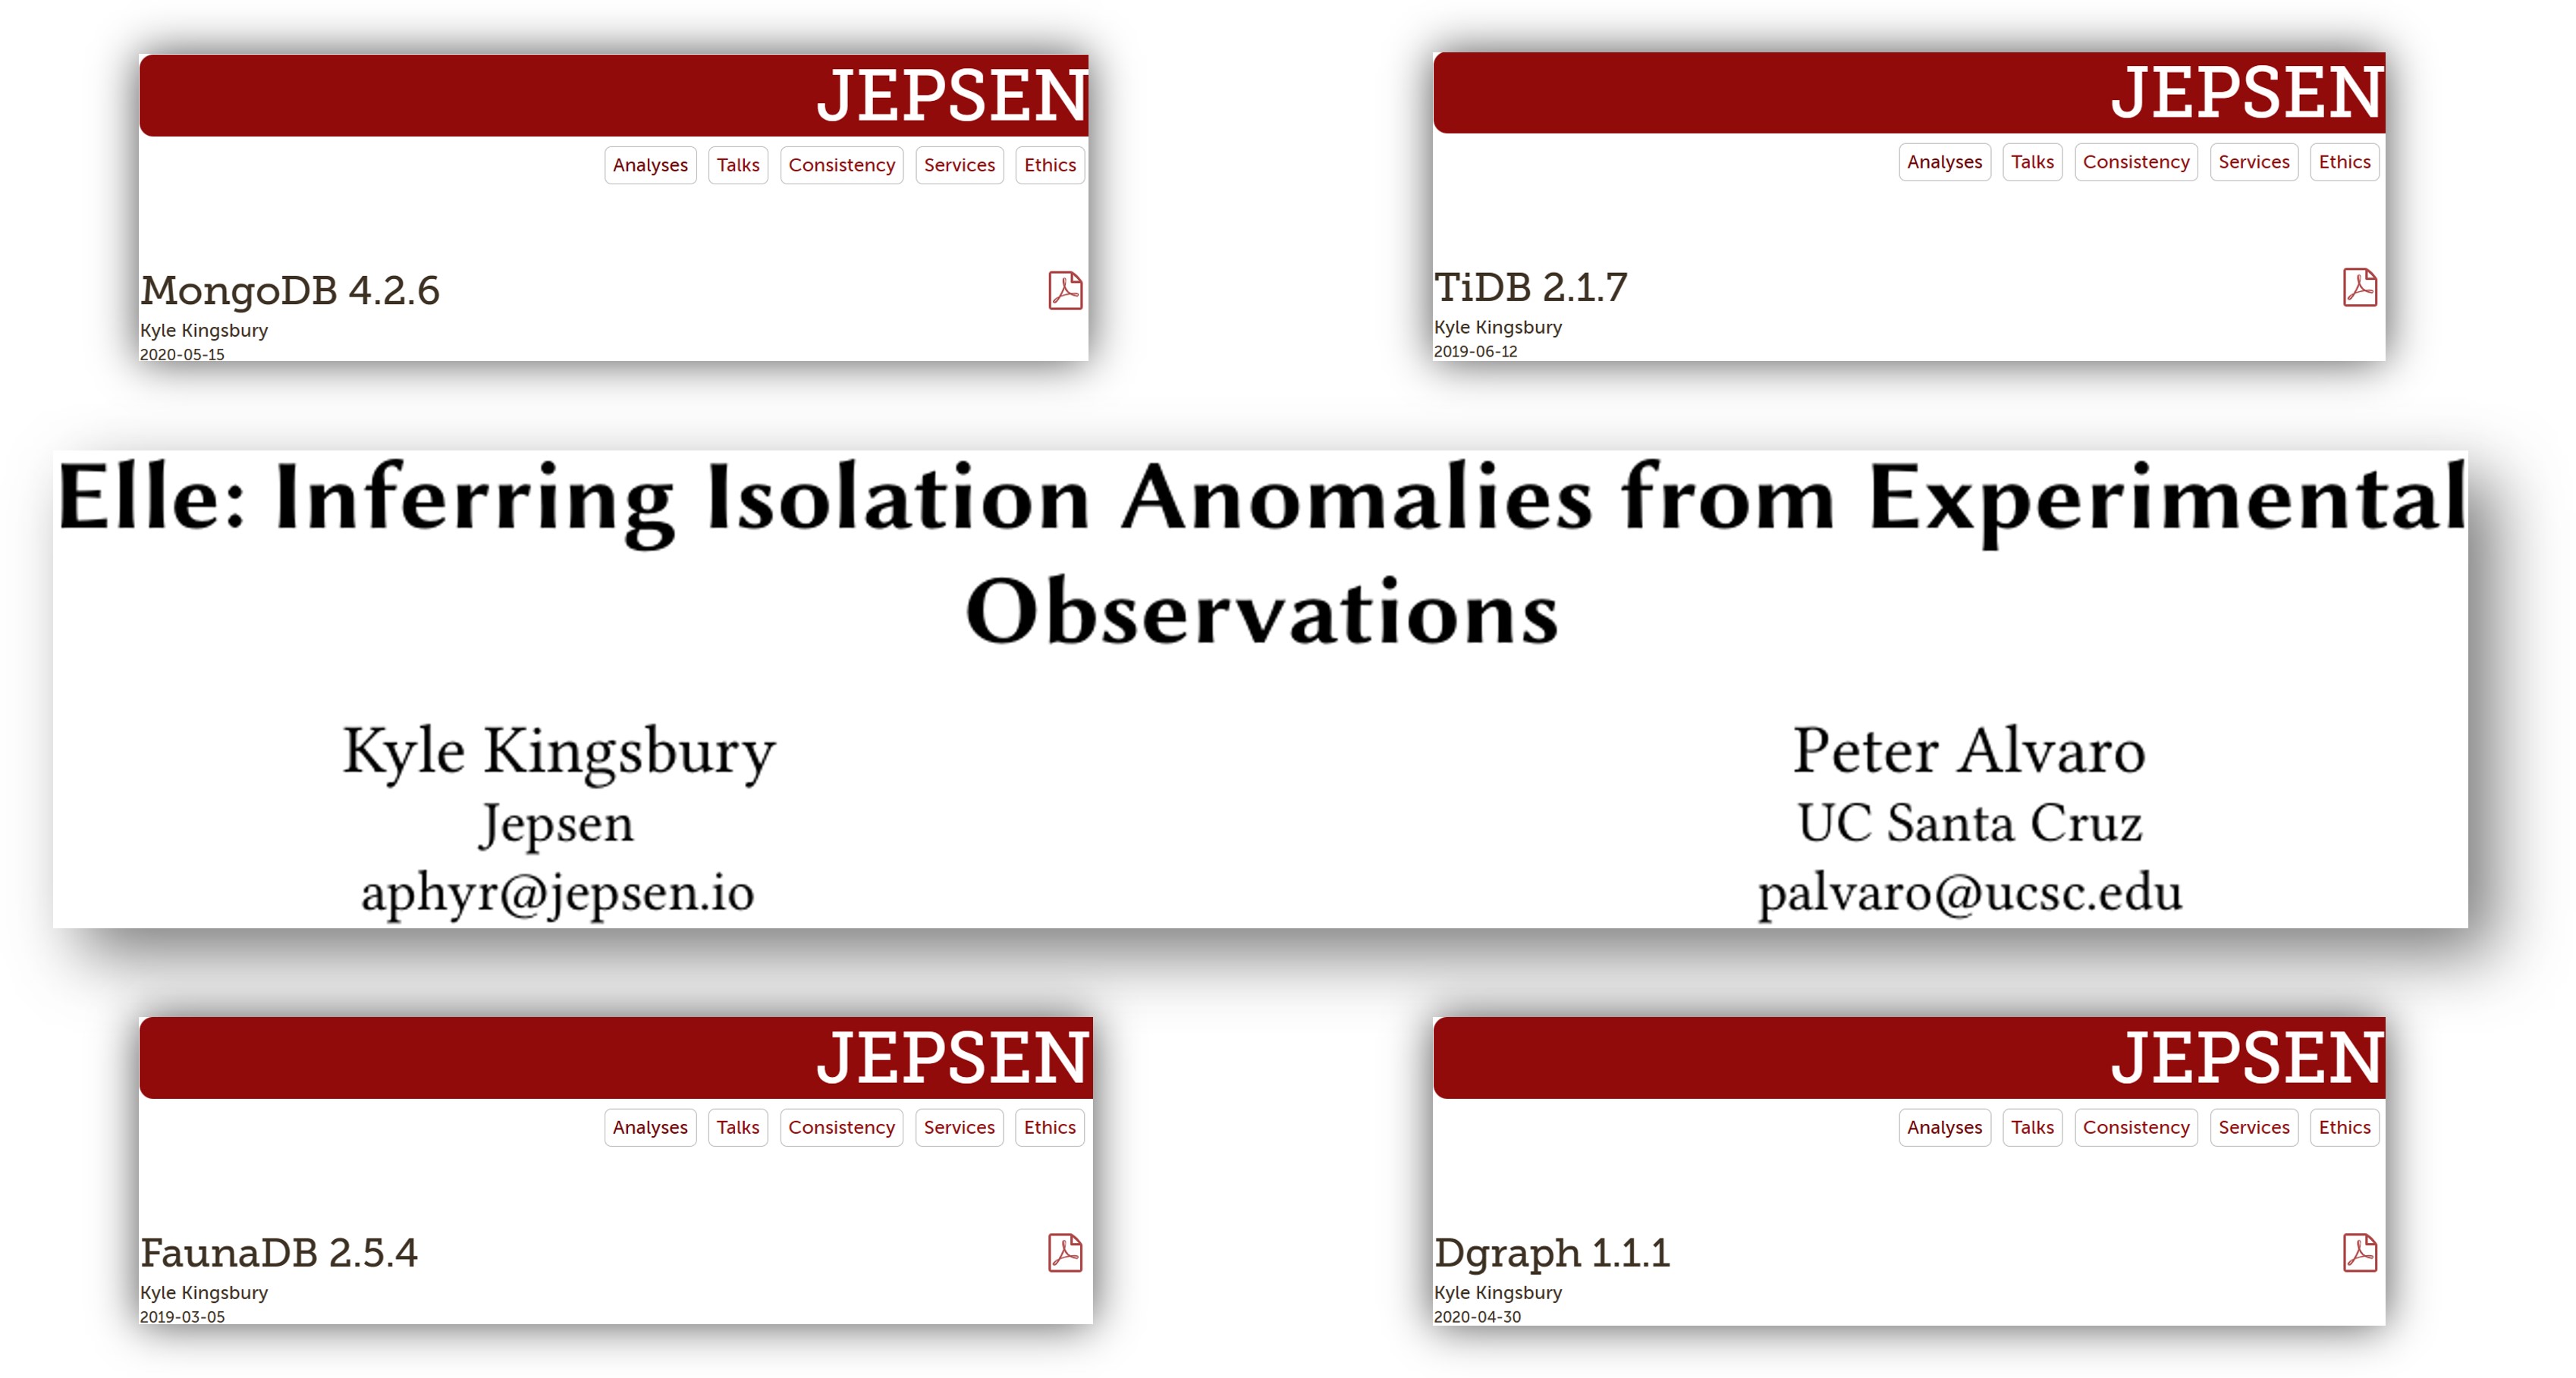 JEPSEN
Analyses Talks Consistency Services Ethics
MongoDB 4.2.6
Kyle Kingsbury
2020-05-15
JEPSEN
Analyses Talks Consistency Services Ethics
TiDB 2.1.7
Kyle Kingsbury
2019-06-12
Elle: Inferring Isolation Anomalies from Experimental
Observations
Kyle Kingsbury
Jepsen
aphyr@jepsen.io
Peter Alvaro
UC Santa Cruz
palvaro@ucsc.edu
JEPSEN
Analyses Talks Consistency Services Ethics
FaunaDB 2.5.4
Kyle Kingsbury
2019-03-05
JEPSEN
Analyses Talks Consistency Services Ethics
Dgraph 1.1.1
Kyle Kingsbury
2020-04-30